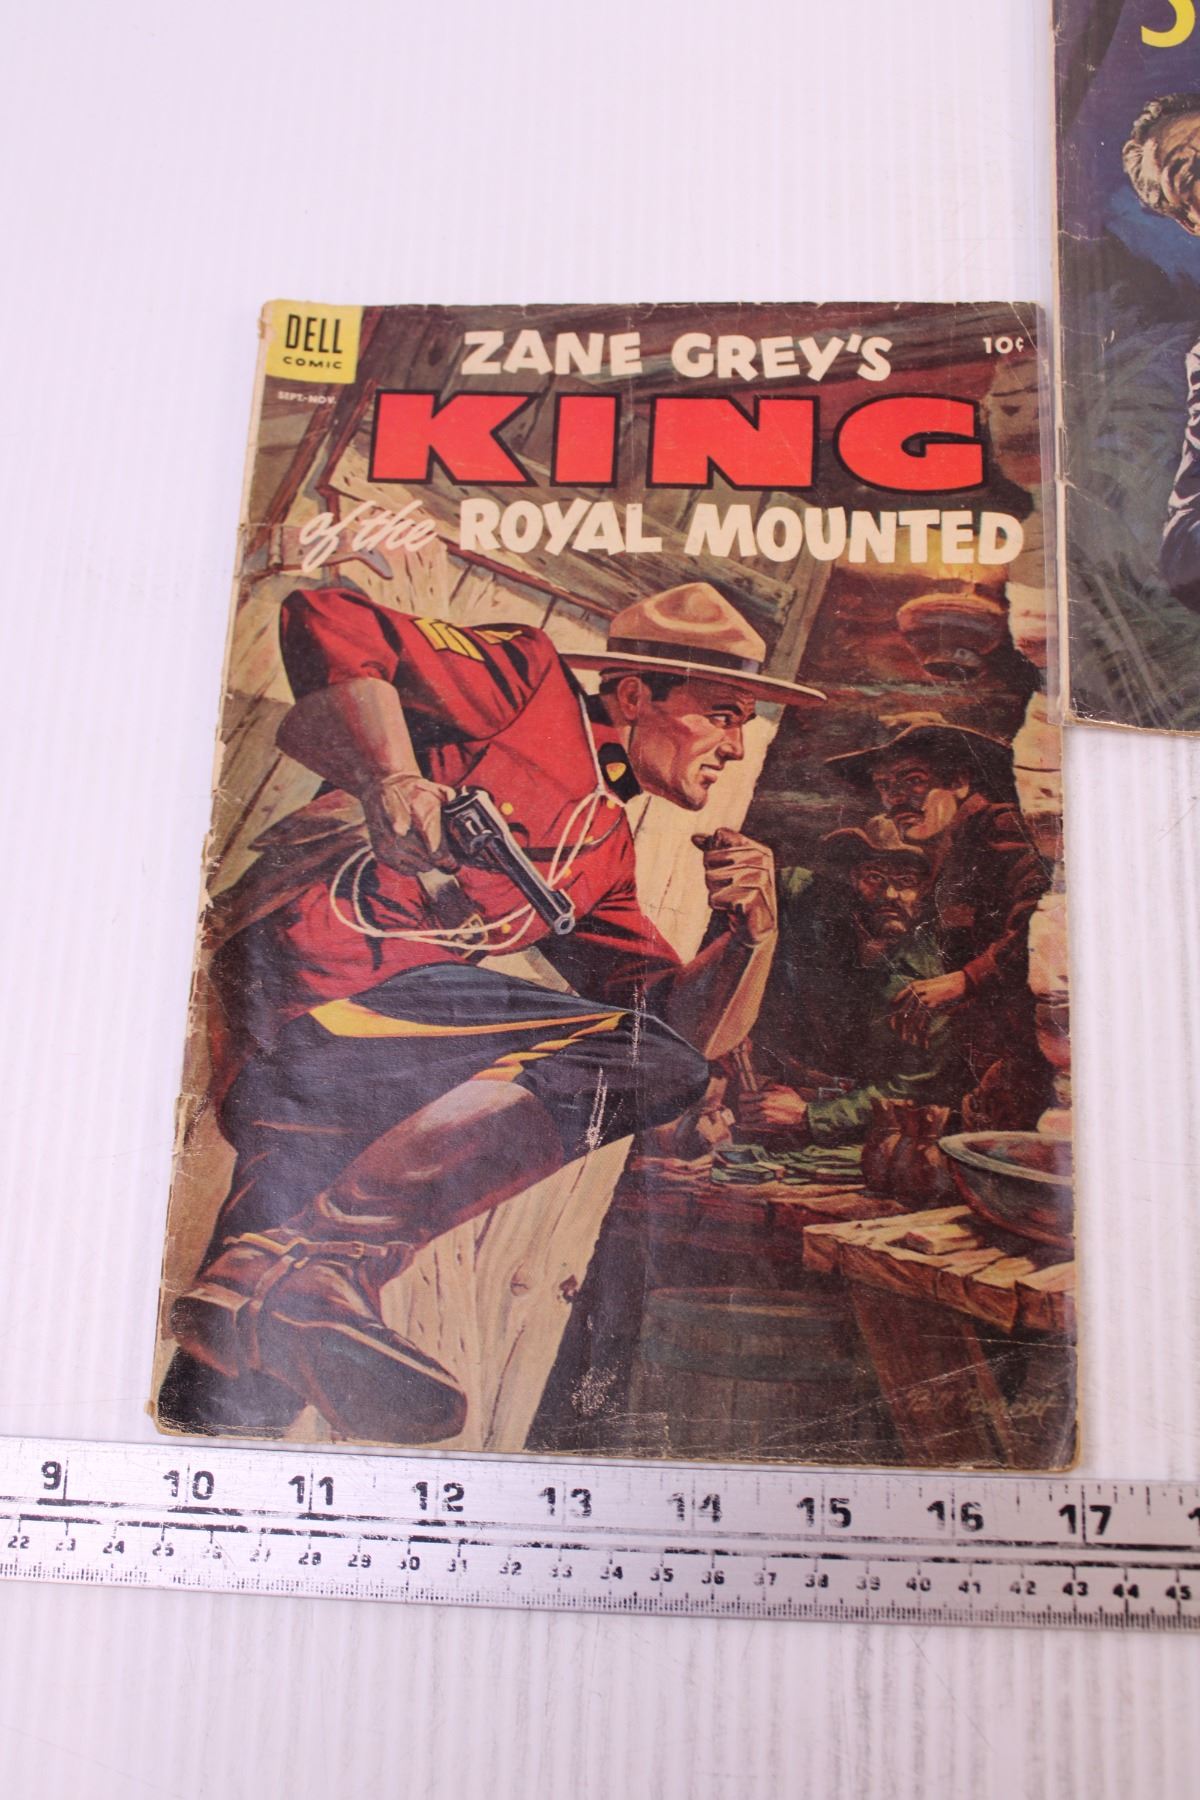 DELL
COMIC
SEPT.-NOV.
ZANE GREY'S
10¢
KING
of the ROYAL MOUNTED
S
9 10 11 12 13 14 15 16 17
22 23 24 25 26 27 28 29 30 31 32 33 34 35 36 37 38 39 40 41 42 43 44 45